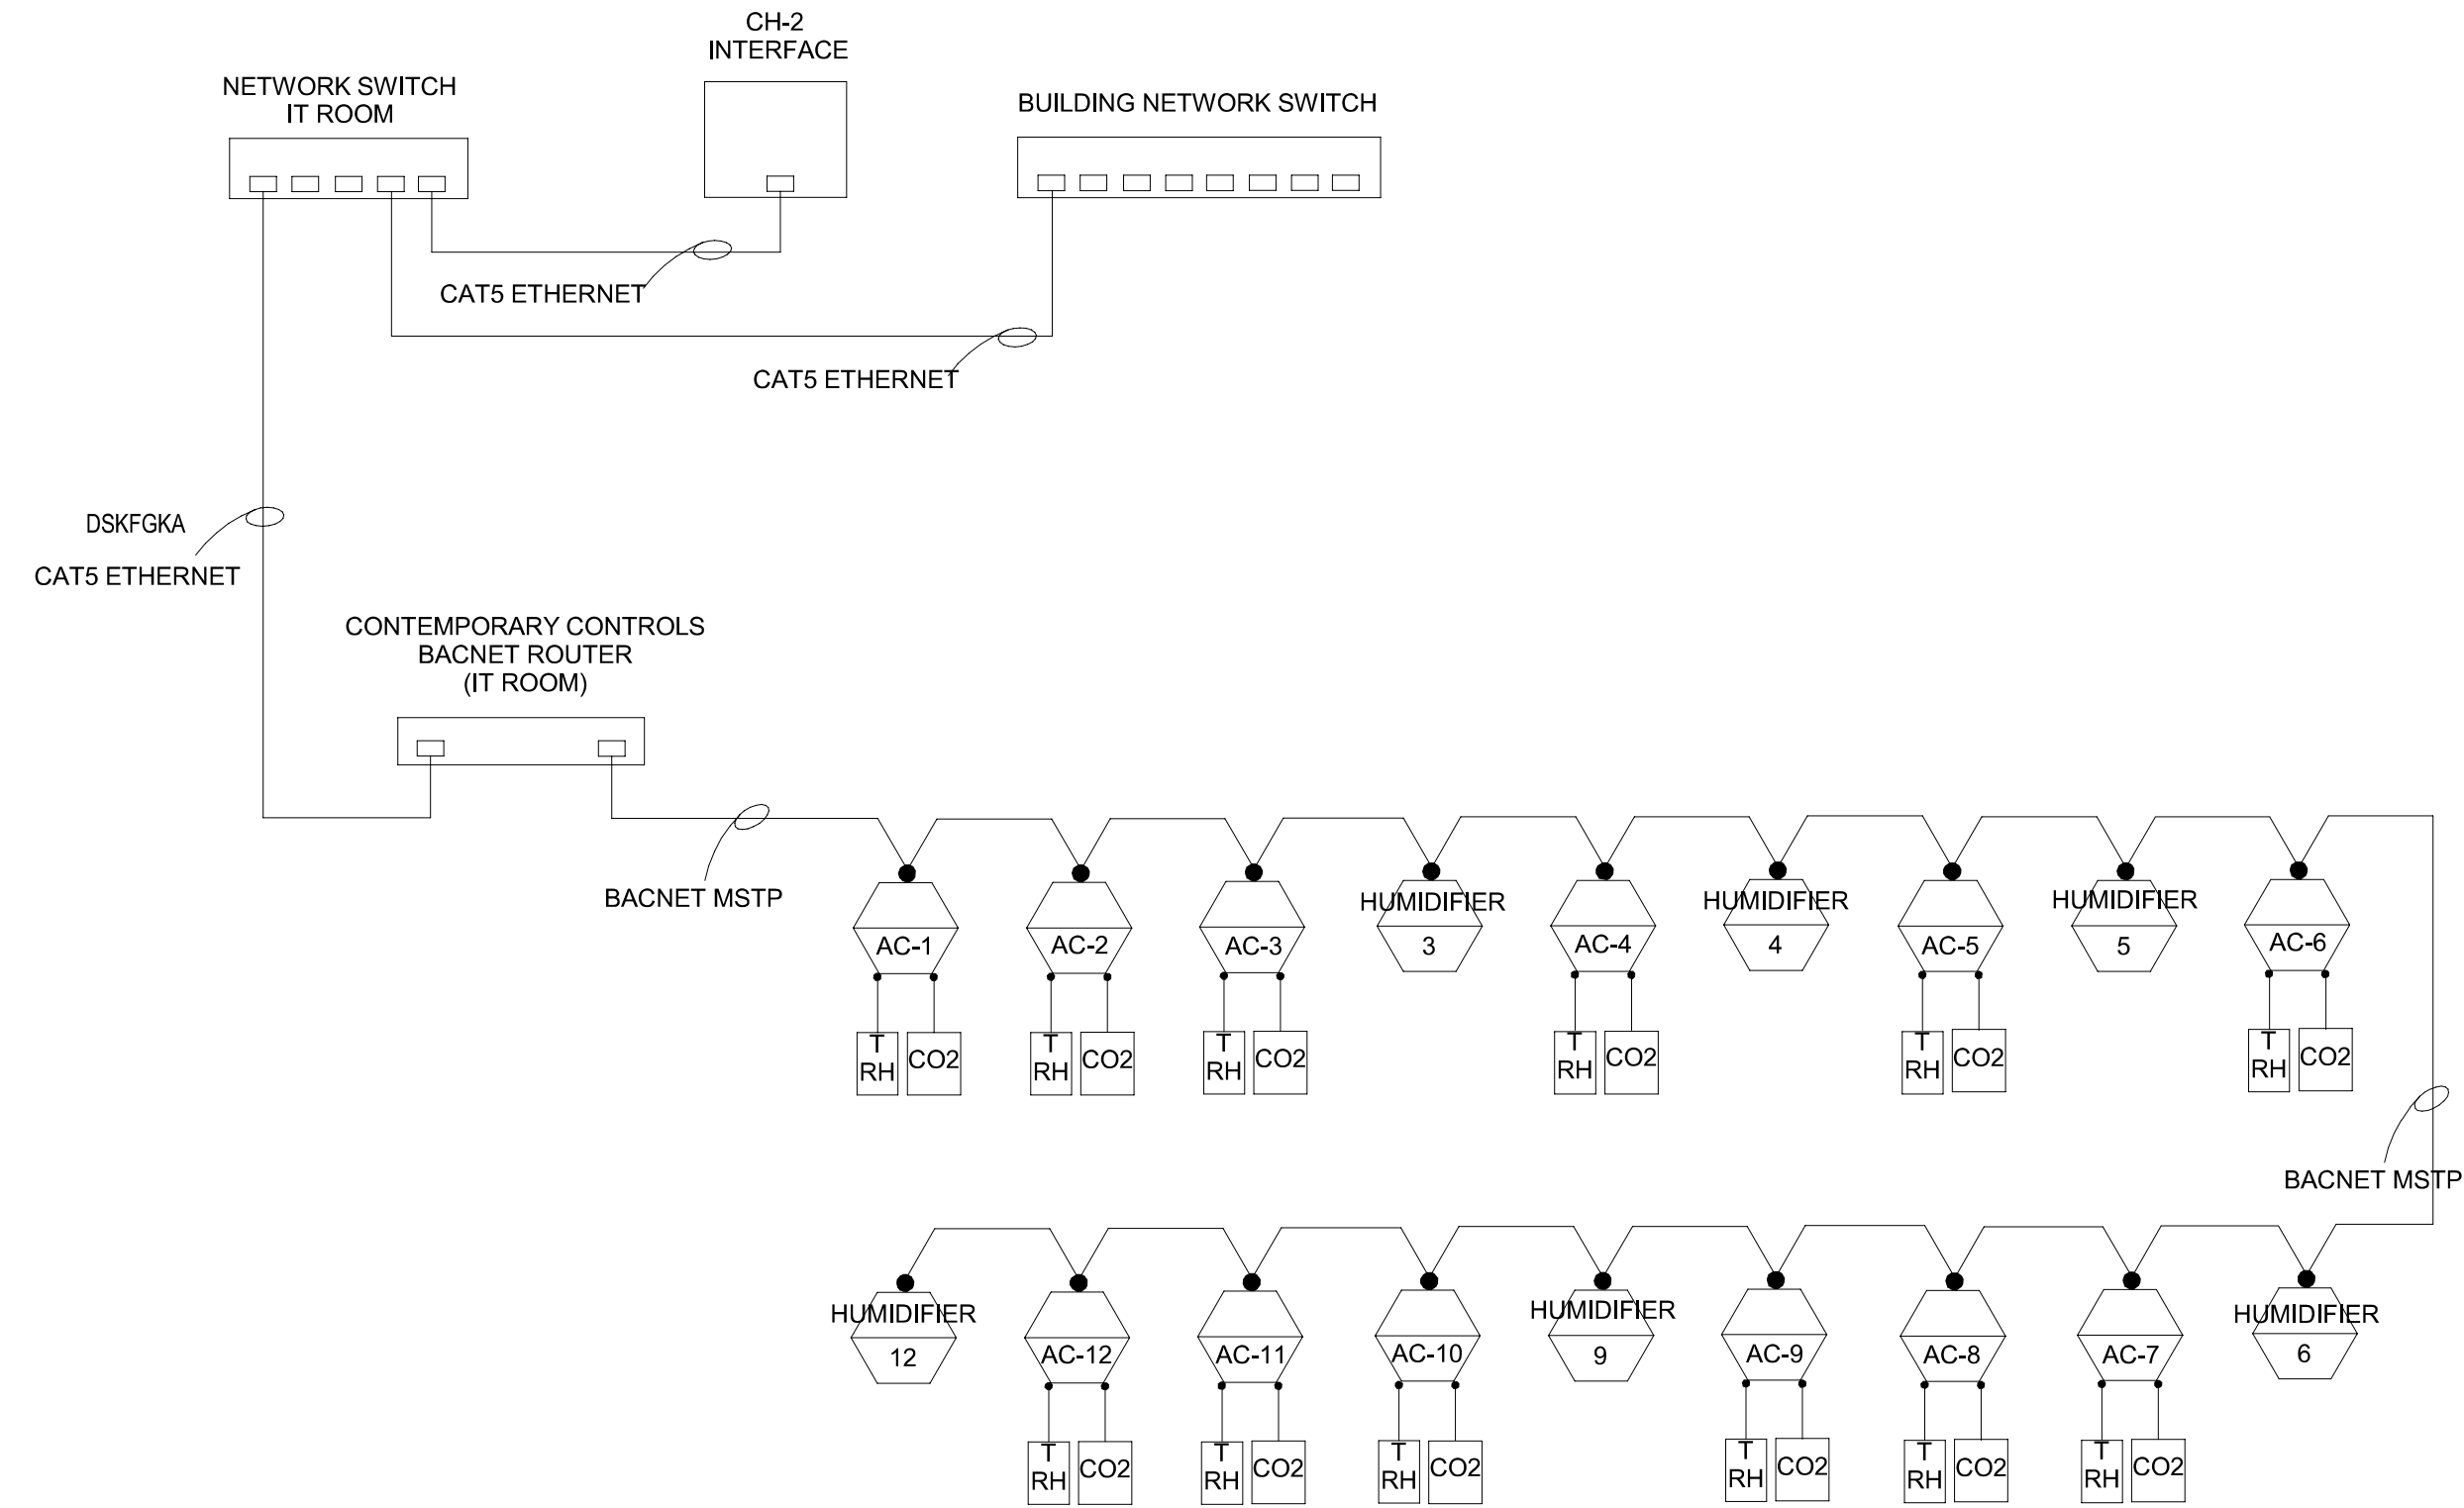 CH-2
INTERFACE
NETWORK SWITCH
IT ROOM
BUILDING NETWORK SWITCH
CAT5 ETHERNET
CAT5 ETHERNET
DSKFGKA
CAT5 ETHERNET
CONTEMPORARY CONTROLS
BACNET ROUTER
(IT ROOM)
BACNET MSTP
AC-1
T
RH
CO2
AC-2
T
RH
CO2
AC-3
T
RH
CO2
HUMIDIFIER
3
AC-4
T
RH
CO2
HUMIDIFIER
4
AC-5
T
RH
CO2
HUMIDIFIER
5
AC-6
T
RH
CO2
BACNET MSTP
HUMIDIFIER
12
AC-12
T
RH
CO2
AC-11
T
RH
CO2
AC-10
T
RH
CO2
HUMIDIFIER
9
AC-9
T
RH
CO2
AC-8
T
RH
CO2
AC-7
T
RH
CO2
HUMIDIFIER
6